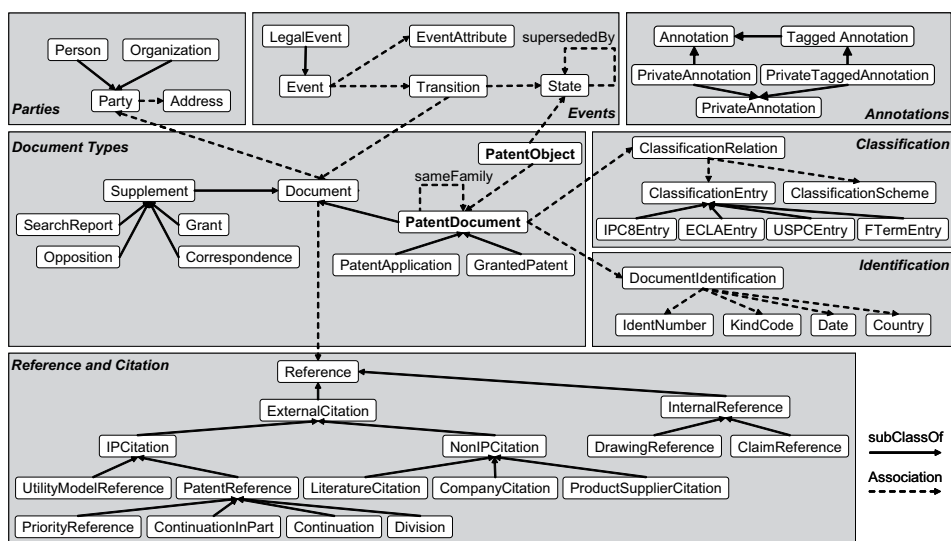 Person
Organization
Party
Address
Parties
LegalEvent
EventAttribute
supersededBy
Event
Transition
State
Events
Annotation
Tagged Annotation
PrivateAnnotation
PrivateTaggedAnnotation
PrivateAnnotation
Annotations
Document Types
PatentObject
Supplement
Document
sameFamily
SearchReport
Grant
PatentDocument
Opposition
Correspondence
PatentApplication
GrantedPatent
Classification
ClassificationRelation
ClassificationEntry
ClassificationScheme
IPC8Entry
ECLAEntry
USPCEntry
FTermEntry
Identification
DocumentIdentification
IdentNumber
KindCode
Date
Country
Reference and Citation
Reference
ExternalCitation
InternalReference
IPCitation
NonIPCitation
DrawingReference
ClaimReference
UtilityModelReference
PatentReference
LiteratureCitation
CompanyCitation
ProductSupplierCitation
PriorityReference
ContinuationInPart
Continuation
Division
subClassOf
Association